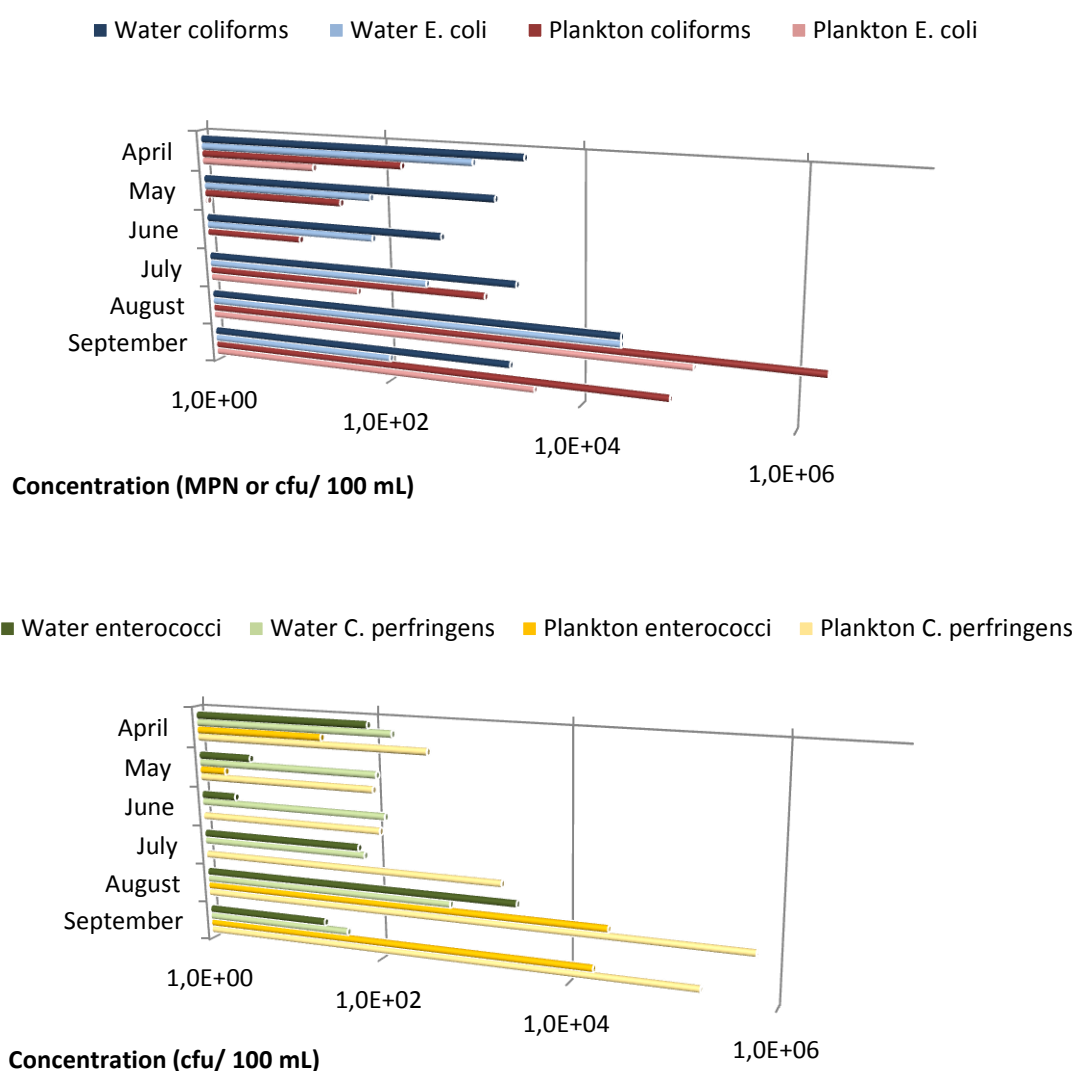 Water coliforms Water E. coli Plankton coliforms Plankton E. coli
April
May
June
July
August
September
1,0E+00
1,0E+02
1,0E+04
1,0E+06
Concentration (MPN or cfu/ 100 mL)
Water enterococci Water C. perfringens Plankton enterococci Plankton C. perfringens
April
May
June
July
August
September
1,0E+00
1,0E+02
1,0E+04
1,0E+06
Concentration (cfu/ 100 mL)